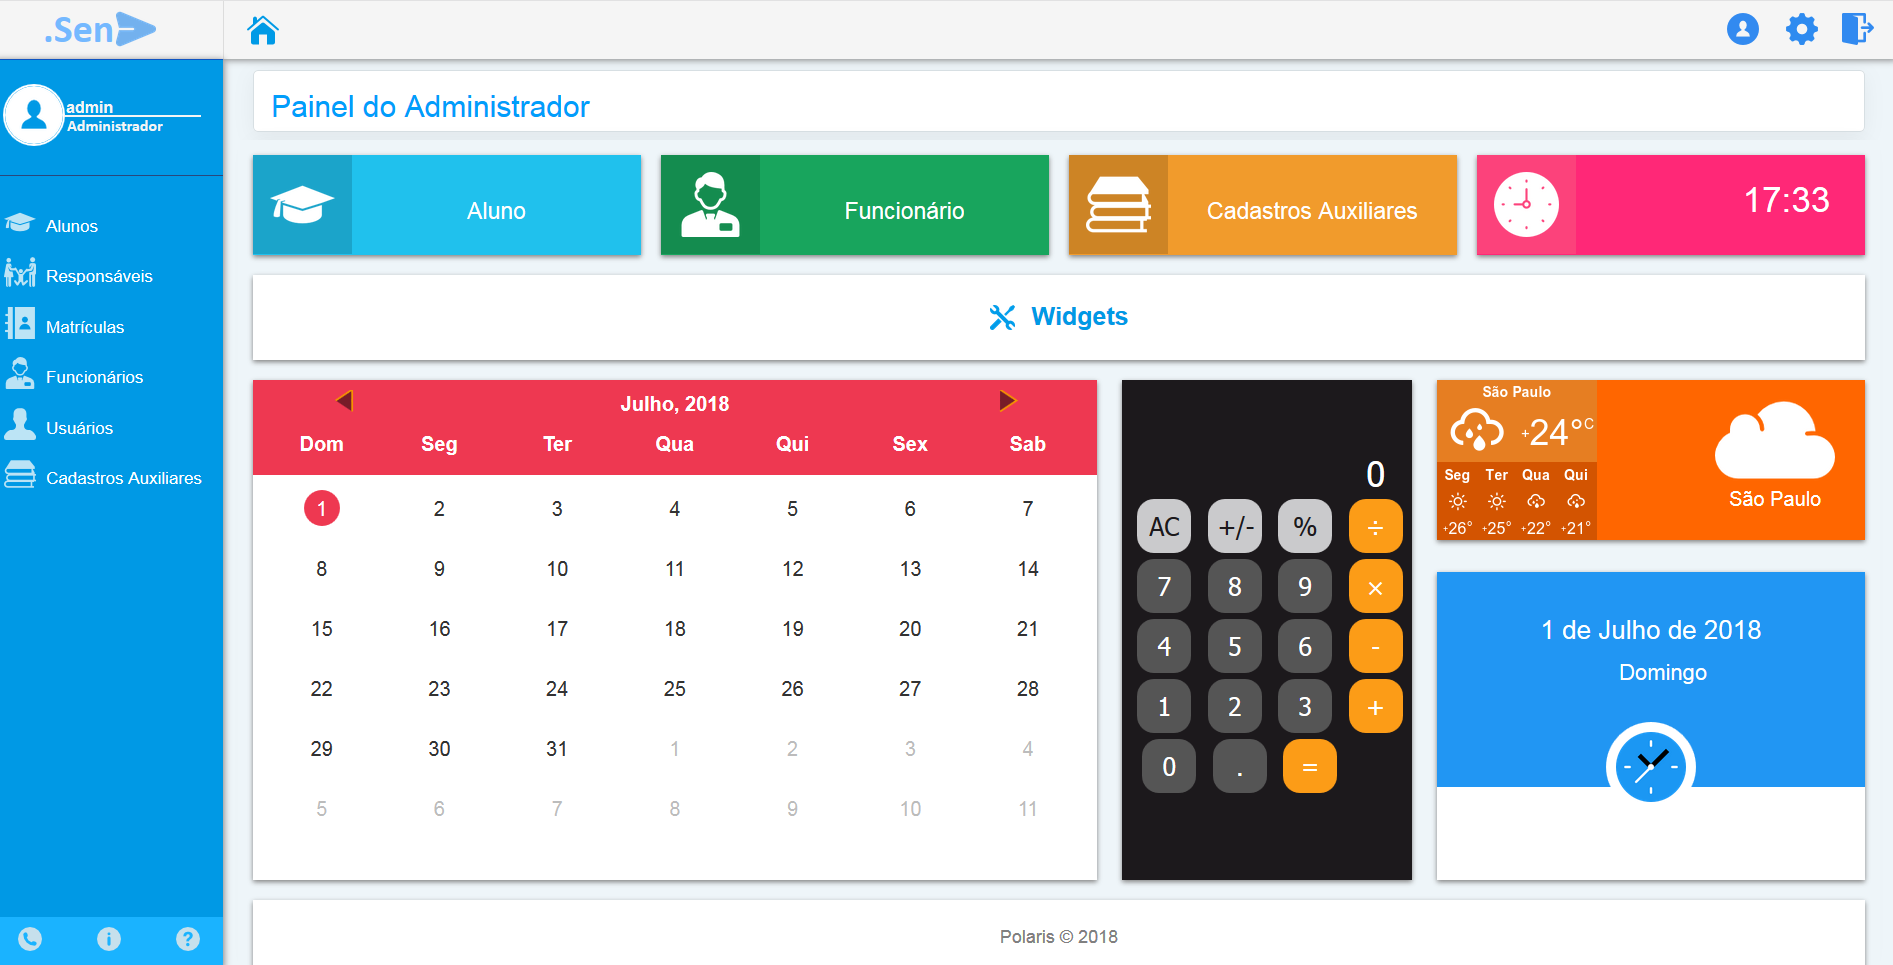 .Sen
admin
Administrador
Alunos
Responsáveis
Matrículas
Funcionários
Usuários
Cadastros Auxiliares
Painel do Administrador
Aluno
Funcionário
Cadastros Auxiliares
17:33
Widgets
Julho, 2018
Dom Seg Ter Qua Qui Sex Sab
1 2 3 4 5 6 7
8 9 10 11 12 13 14
15 16 17 18 19 20 21
22 23 24 25 26 27 28
29 30 31 1 2 3 4
5 6 7 8 9 10 11
0
AC +/- % ÷
7 8 9 ×
4 5 6 -
1 2 3 +
0 . =
São Paulo
+24°C
Seg Ter Qua Qui
+26° +25° +22° +21°
São Paulo
1 de Julho de 2018
Domingo
Polaris © 2018